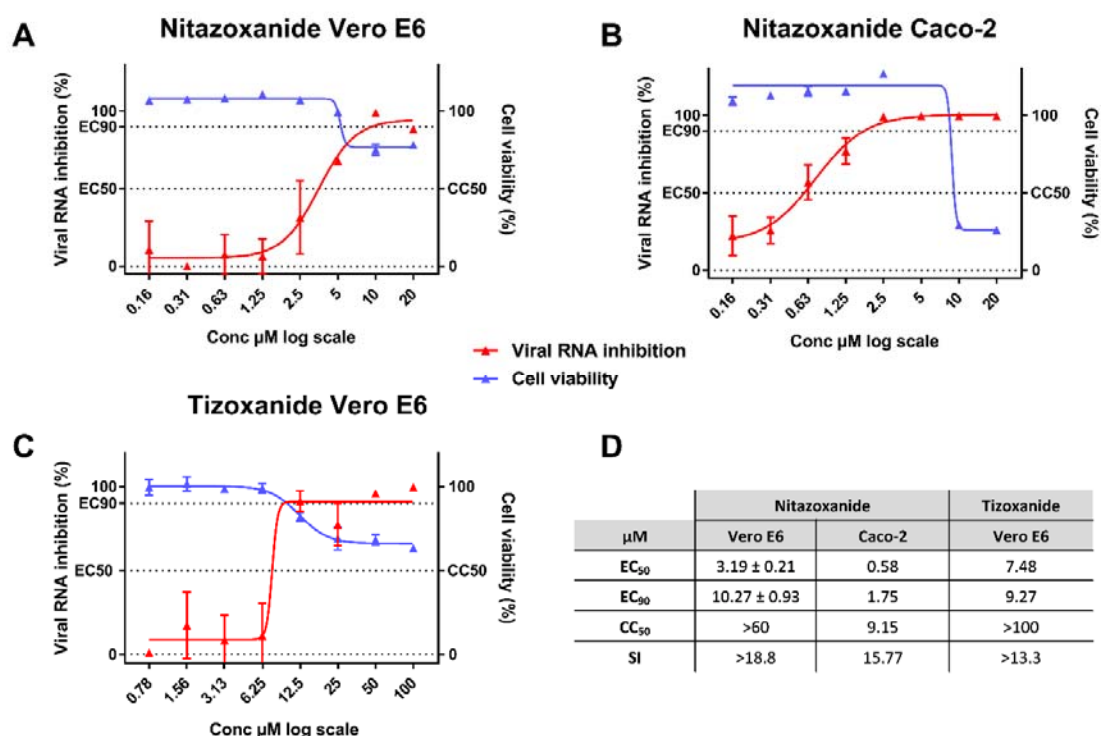 A
Nitazoxanide Vero E6
Viral RNA inhibition (%)
100
EC90
EC50
0
100
CC50
0
Cell viability (%)
0.16 0.31 0.63 1.25 2.5 5 10 20
Conc µM log scale
B
Nitazoxanide Caco-2
Viral RNA inhibition (%)
100
EC90
EC50
0
100
CC50
0
Cell viability (%)
0.16 0.31 0.63 1.25 2.5 5 10 20
Conc µM log scale
Viral RNA inhibition
Cell viability
C
Tizoxanide Vero E6
Viral RNA inhibition (%)
100
EC90
EC50
0
100
CC50
0
Cell viability (%)
0.78 1.56 3.13 6.25 12.5 25 50 100
Conc µM log scale
D
Nitazoxanide Tizoxanide
µM Vero E6 Caco-2 Vero E6
EC50 3.19 ± 0.21 0.58 7.48
EC90 10.27 ± 0.93 1.75 9.27
CC50 >60 9.15 >100
SI >18.8 15.77 >13.3